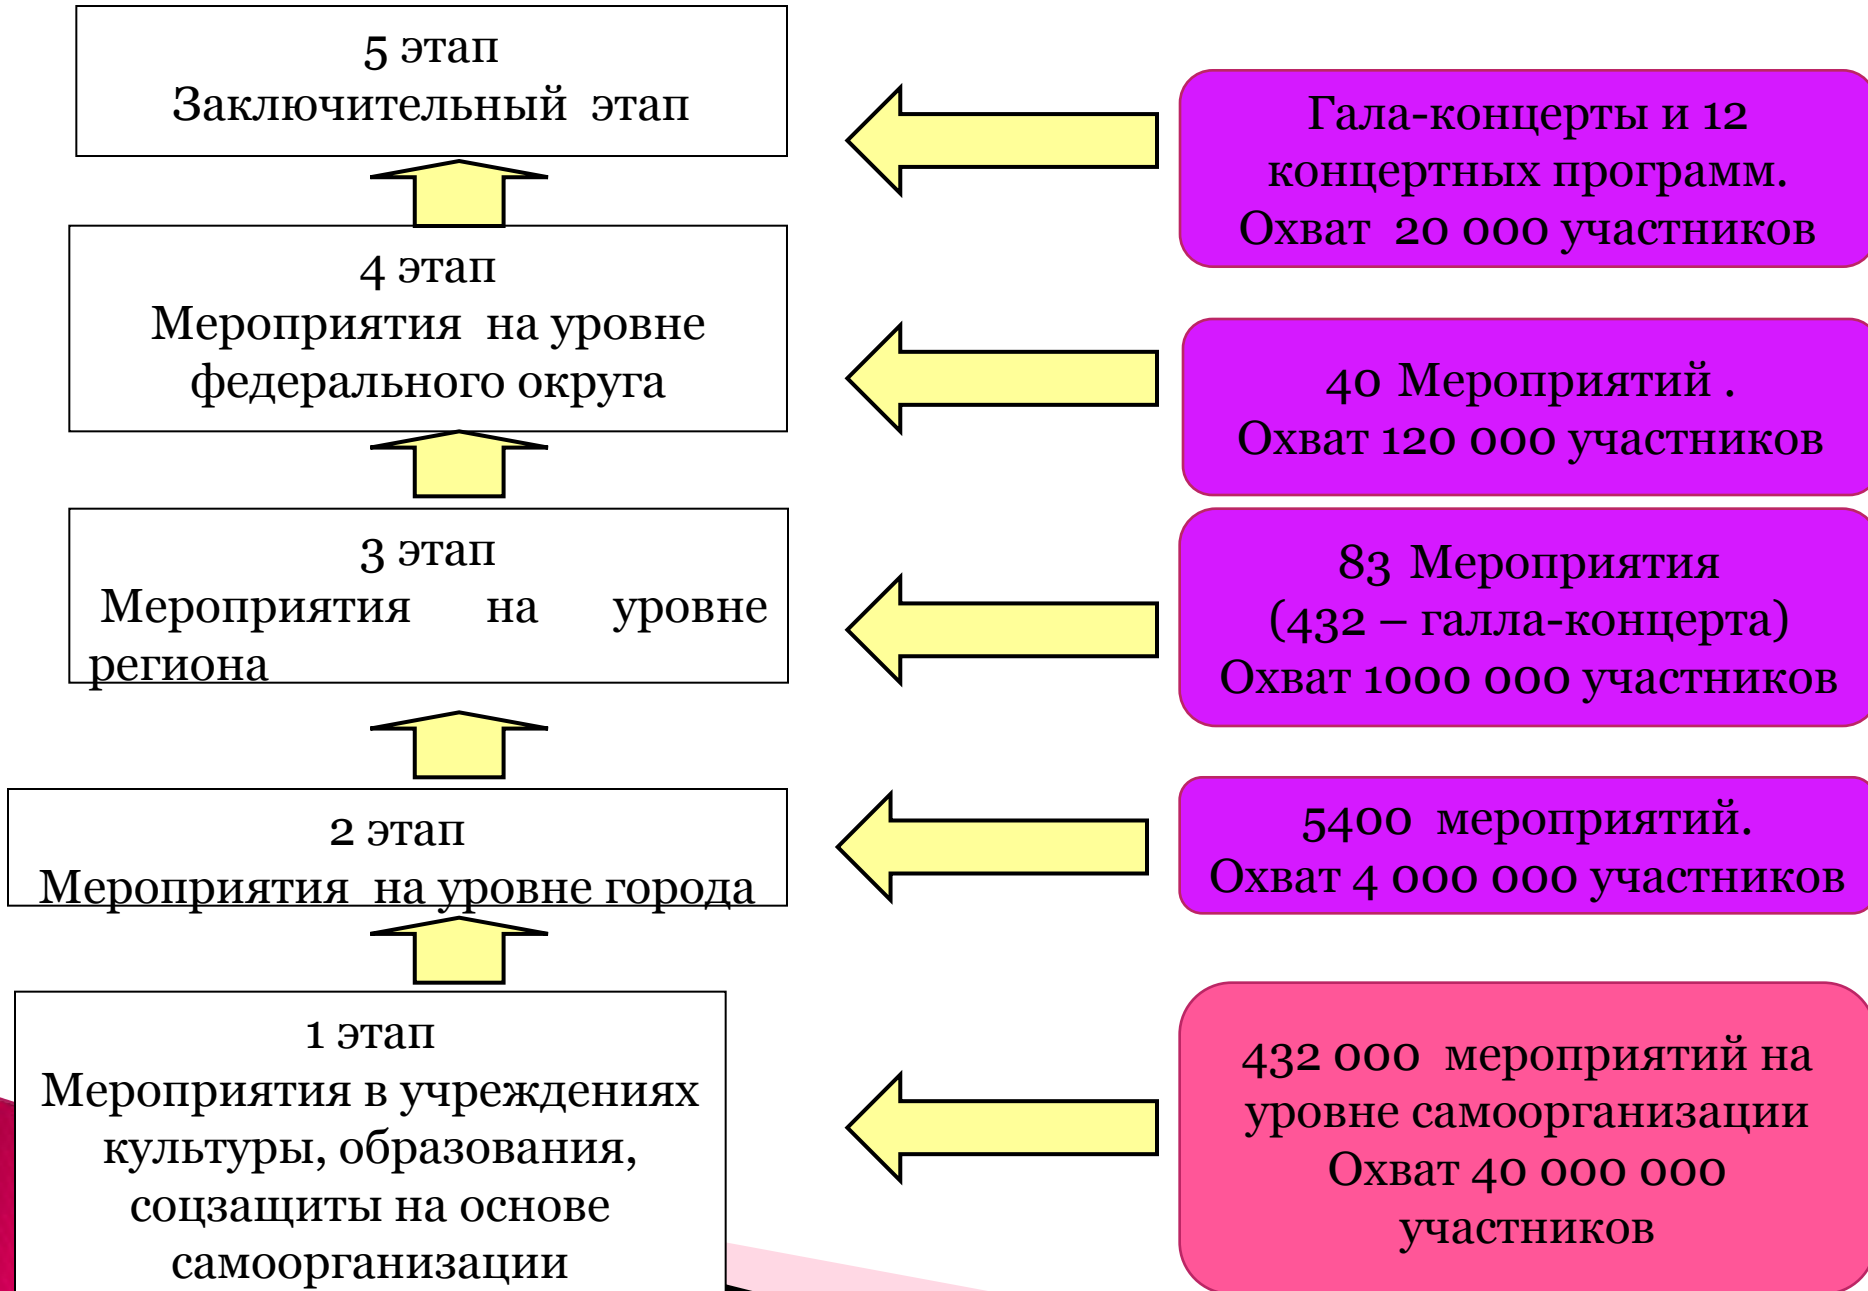 5 этап
Заключительный этап
Гала-концерты и 12
концертных программ.
Охват 20 000 участников
4 этап
Мероприятия на уровне
федерального округа
40 Мероприятий .
Охват 120 000 участников
3 этап
Мероприятия на уровне
региона
83 Мероприятия
(432 – галла-концерта)
Охват 1000 000 участников
2 этап
Мероприятия на уровне города
5400 мероприятий.
Охват 4 000 000 участников
1 этап
Мероприятия в учреждениях
культуры, образования,
соцзащиты на основе
самоорганизации
432 000 мероприятий на
уровне самоорганизации
Охват 40 000 000
участников